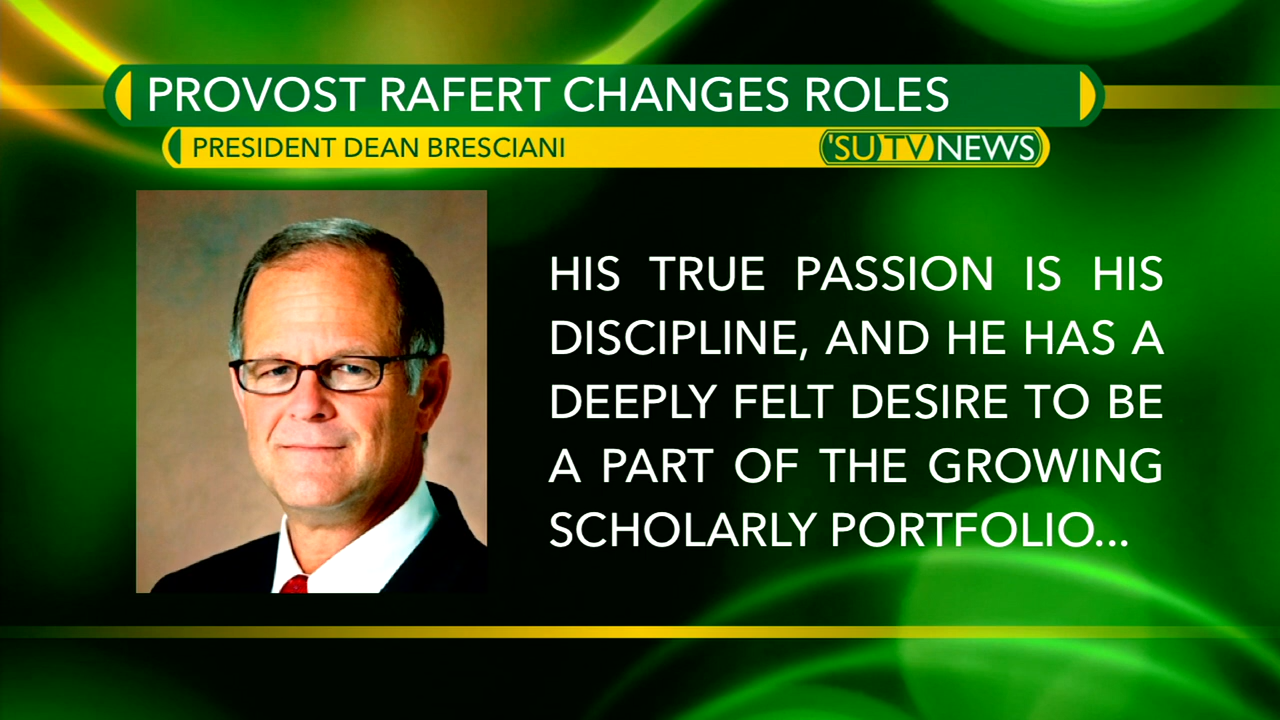 PROVOST RAFERT CHANGES ROLES
PRESIDENT DEAN BRESCIANI
'SUTV NEWS
HIS TRUE PASSION IS HIS
DISCIPLINE, AND HE HAS A
DEEPLY FELT DESIRE TO BE
A PART OF THE GROWING
SCHOLARLY PORTFOLIO...